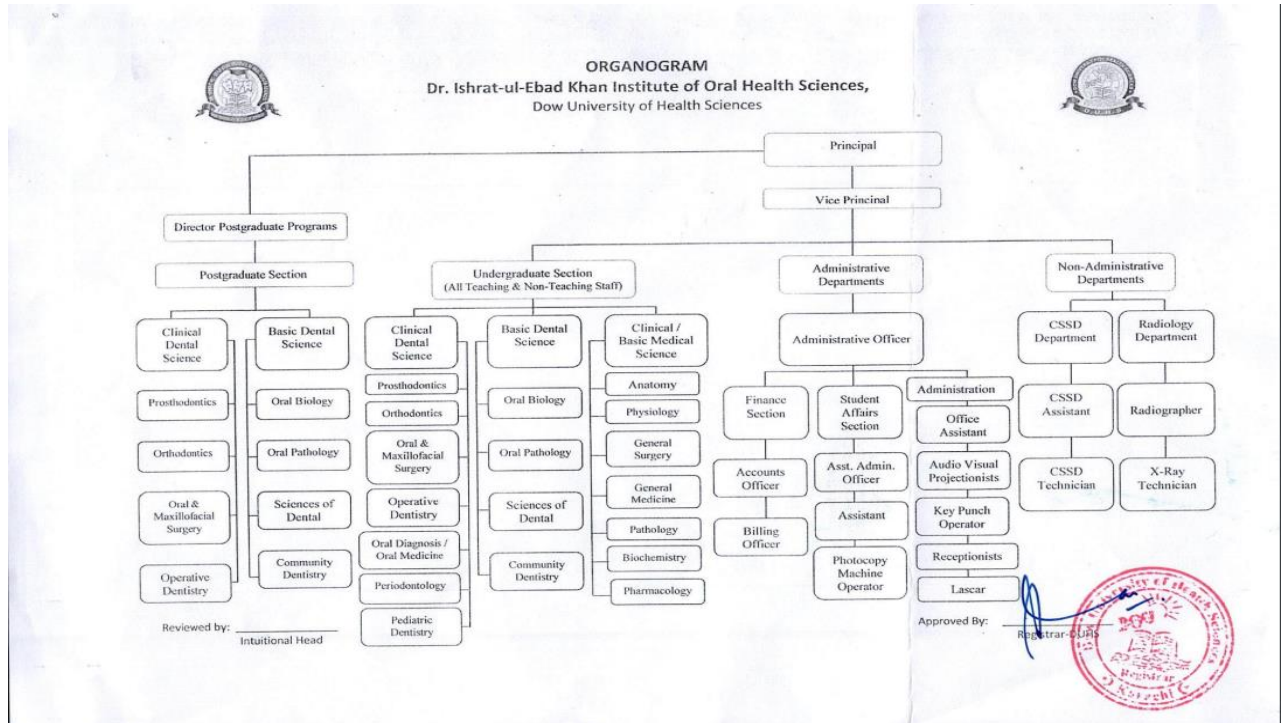 ORGANOGRAM
Dr. Ishrat-ul-Ebad Khan Institute of Oral Health Sciences,
Dow University of Health Sciences
Principal
Vice Princinal
Director Postgraduate Programs
Postgraduate Section
Undergraduate Section
(All Teaching & Non-Teaching Staff)
Administrative
Departments
Non-Administrative
Departments
Clinical
Dental
Science
Prosthodontics
Orthodontics
Oral &
Maxillofacial
Surgery
Operative
Dentistry
Basic Dental
Science
Oral Biology
Oral Pathology
Sciences of
Dental
Community
Dentistry
Clinical
Dental
Science
Prosthodontics
Orthodontics
Oral &
Maxillofacial
Surgery
Operative
Dentistry
Oral Diagnosis /
Oral Medicine
Periodontology
Pediatric
Dentistry
Basic Dental
Science
Oral Biology
Oral Pathology
Sciences of
Dental
Community
Dentistry
Clinical /
Basic Medical
Science
Anatomy
Physiology
General
Surgery
General
Medicine
Pathology
Biochemistry
Pharmacology
Administrative Officer
Finance
Section
Accounts
Officer
Billing
Officer
Student
Affairs
Section
Asst. Admin.
Officer
Assistant
Photocopy
Machine
Operator
Administration
Office
Assistant
Audio Visual
Projectionists
Key Punch
Operator
Receptionists
Lascar
CSSD
Department
CSSD
Assistant
CSSD
Technician
Radiology
Department
Radiographer
X-Ray
Technician
Reviewed by:
Intuitional Head
Approved By:
Registrar-DUHS
University of Health Sciences
Registrar
Karachi